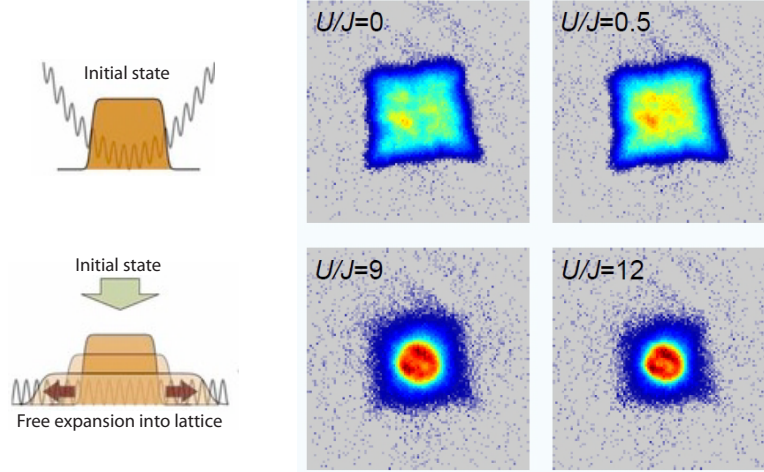 Initial state
U/J=0
U/J=0.5
Initial state
Free expansion into lattice
U/J=9
U/J=12